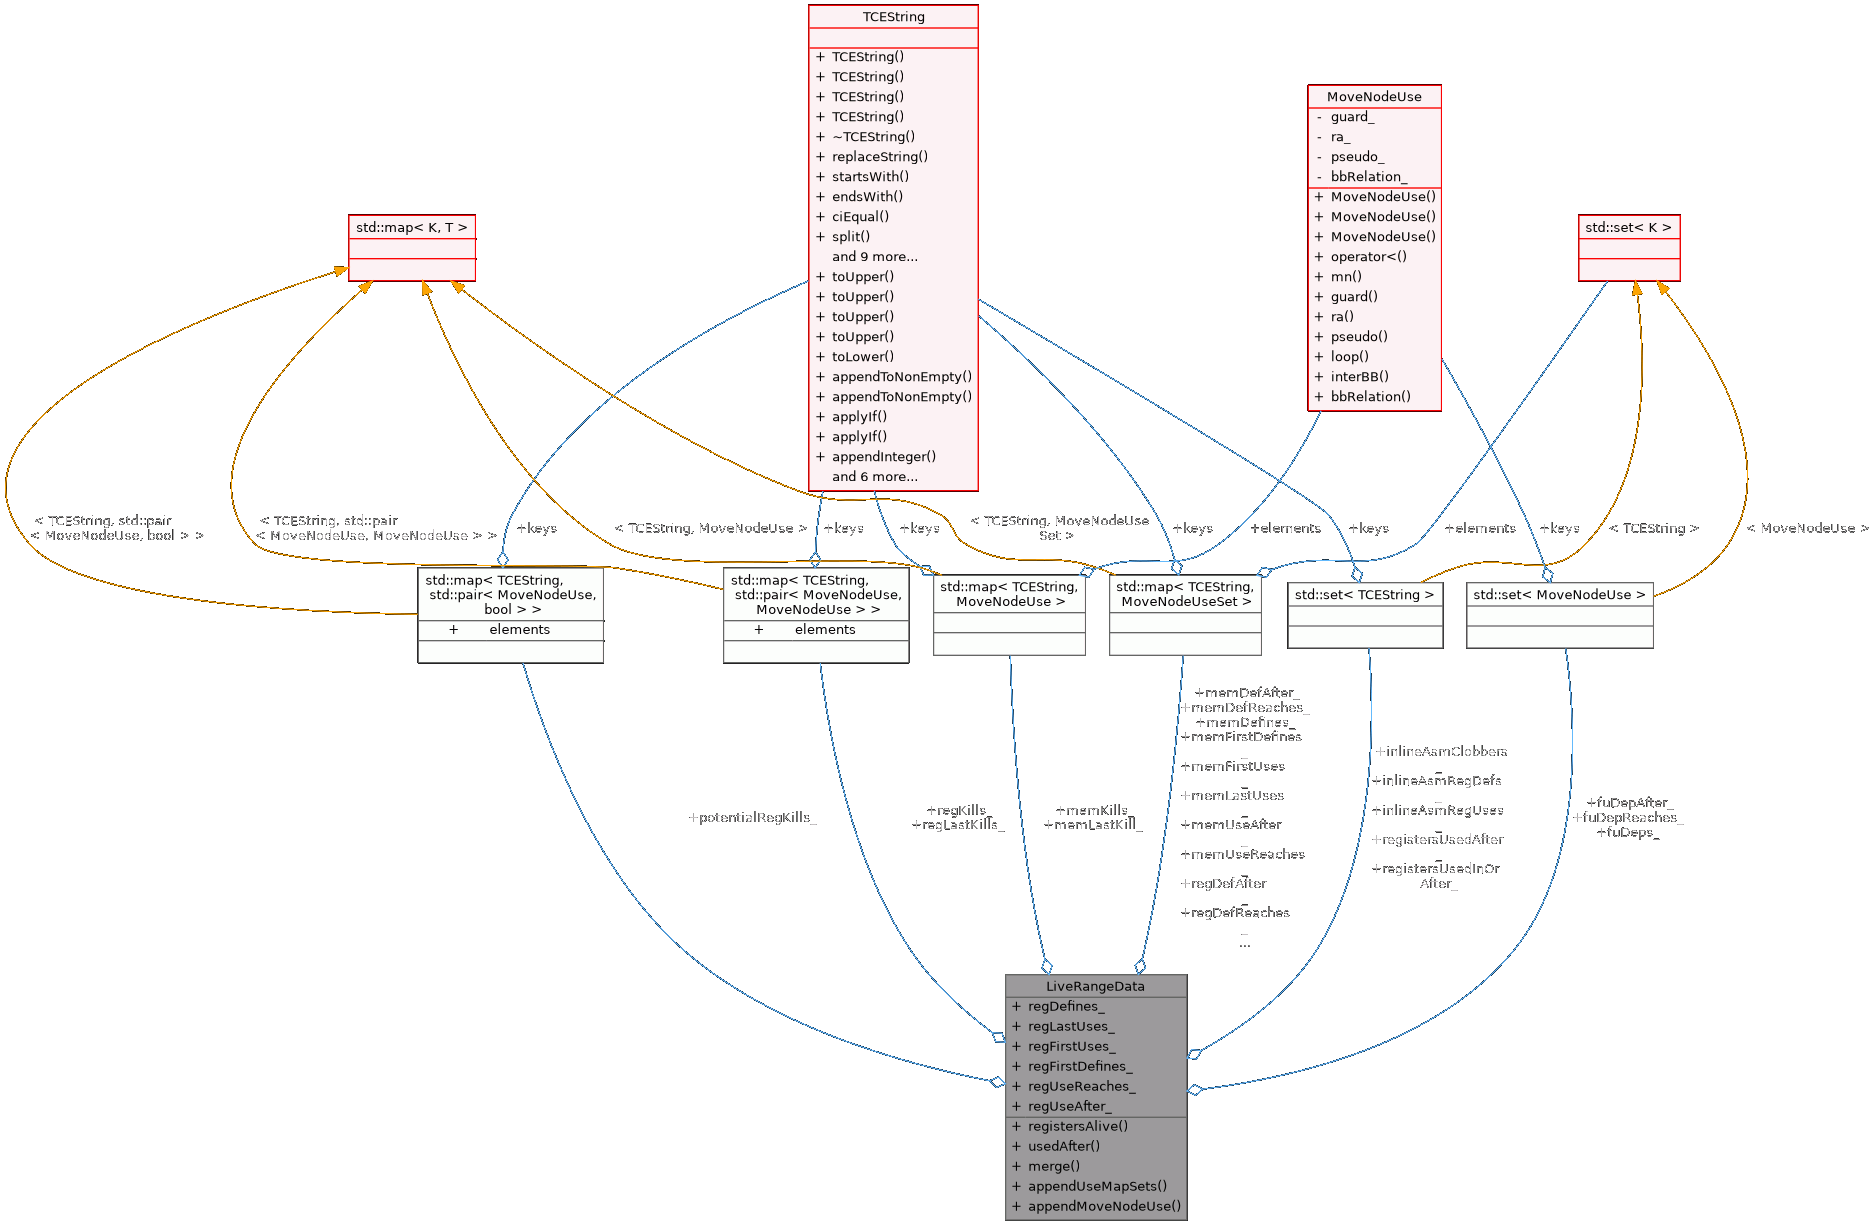 TCEString
+ TCEString()
+ TCEString()
+ TCEString()
+ TCEString()
+ ~TCEString()
+ replaceString()
+ startsWith()
+ endsWith()
+ ciEqual()
+ split()
and 9 more...
+ toUpper()
+ toUpper()
+ toUpper()
+ toUpper()
+ toLower()
+ appendToNonEmpty()
+ appendToNonEmpty()
+ applyIf()
+ applyIf()
+ appendInteger()
and 6 more...
MoveNodeUse
- guard_
- ra_
- pseudo_
- bbRelation_
+ MoveNodeUse()
+ MoveNodeUse()
+ MoveNodeUse()
+ operator<()
+ mn()
+ guard()
+ ra()
+ pseudo()
+ loop()
+ interBB()
+ bbRelation()
std::map< K, T >
std::set< K >
< TCEString, std::pair
< MoveNodeUse, bool > >
< TCEString, std::pair
< MoveNodeUse, MoveNodeUse > >
+keys
< TCEString, MoveNodeUse >
+keys
+keys
< TCEString, MoveNodeUse
Set >
+keys
+elements
+keys
+elements
+keys
< TCEString >
< MoveNodeUse >
std::map< TCEString,
std::pair< MoveNodeUse,
bool > >
+ elements
std::map< TCEString,
std::pair< MoveNodeUse,
MoveNodeUse > >
+ elements
std::map< TCEString,
MoveNodeUse >
std::map< TCEString,
MoveNodeUseSet >
std::set< TCEString >
std::set< MoveNodeUse >
+potentialRegKills_
+regKills_
+regLastKills_
+memKills_
+memLastKill_
+memDefAfter_
+memDefReaches_
+memDefines_
+memFirstDefines
_
+memFirstUses
_
+memLastUses
_
+memUseAfter
_
+memUseReaches
_
+regDefAfter
_
+regDefReaches
_
...
+inlineAsmClobbers
_
+inlineAsmRegDefs
_
+inlineAsmRegUses
_
+registersUsedAfter
_
+registersUsedInOr
After_
+fuDepAfter_
+fuDepReaches_
+fuDeps_
LiveRangeData
+ regDefines_
+ regLastUses_
+ regFirstUses_
+ regFirstDefines_
+ regUseReaches_
+ regUseAfter_
+ registersAlive()
+ usedAfter()
+ merge()
+ appendUseMapSets()
+ appendMoveNodeUse()